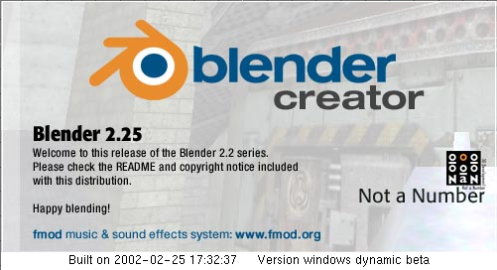 blender
creator
Blender 2.25
Welcome to this release of the Blender 2.2 series.
Please check the README and copyright notice included
with this distribution.
Happy blending!
Not a Number
fmod music & sound effects system: www.fmod.org
Built on 2002-02-25 17:32:37 Version windows dynamic beta